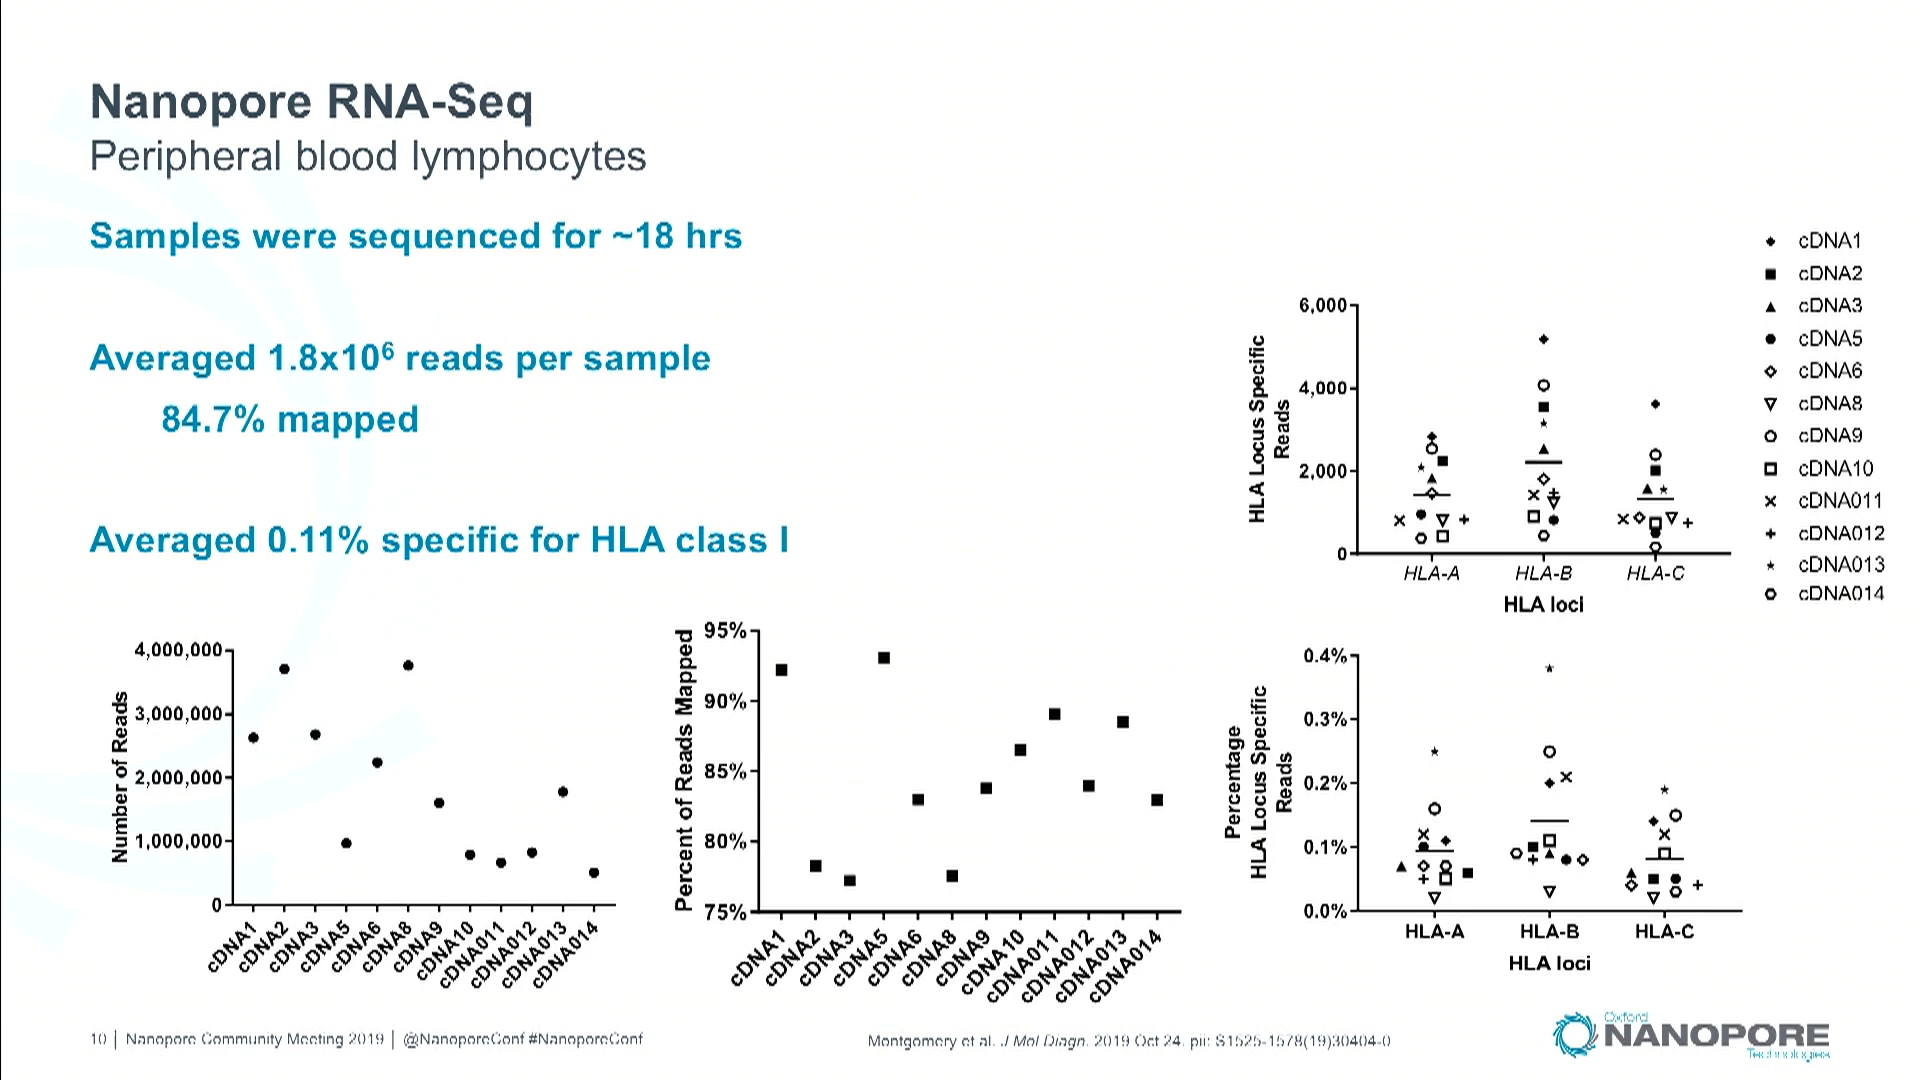 Nanopore RNA-Seq
Peripheral blood lymphocytes
Samples were sequenced for ~18 hrs
Averaged 1.8x10⁶ reads per sample
84.7% mapped
Averaged 0.11% specific for HLA class I
6,000
4,000
2,000
0
HLA Locus Specific
Reads
HLA-A HLA-B HLA-C
HLA loci
cDNA1
cDNA2
cDNA3
cDNA5
cDNA6
cDNA8
cDNA9
cDNA10
cDNA011
cDNA012
cDNA013
cDNA014
4,000,000
3,000,000
2,000,000
1,000,000
0
Number of Reads
cDNA1 cDNA2 cDNA3 cDNA5 cDNA6 cDNA8 cDNA9 cDNA10 cDNA011 cDNA012 cDNA013 cDNA014
95%
90%
85%
80%
75%
Percent of Reads Mapped
cDNA1 cDNA2 cDNA3 cDNA5 cDNA6 cDNA8 cDNA9 cDNA10 cDNA011 cDNA012 cDNA013 cDNA014
0.4%
0.3%
0.2%
0.1%
0.0%
Percentage
HLA Locus Specific
Reads
HLA-A HLA-B HLA-C
HLA loci
10 | Nanopore Community Meeting 2019 | @NanoporeConf #NanoporeConf
Montgomery et al. J Mol Diagn. 2019 Oct 24. pii: S1525-1578(19)30404-0
Oxford
NANOPORE
Technologies